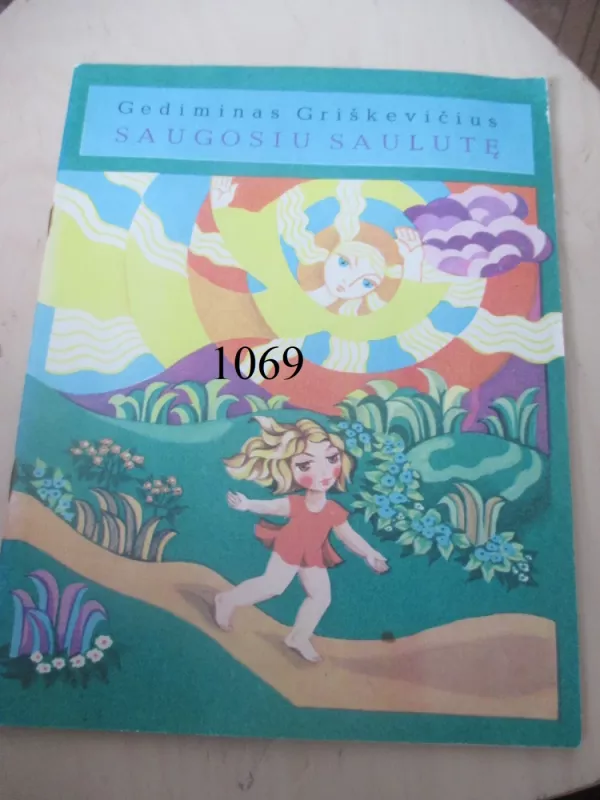 Gediminas Griškevičius
SAUGOSIU SAULUTĘ
1069